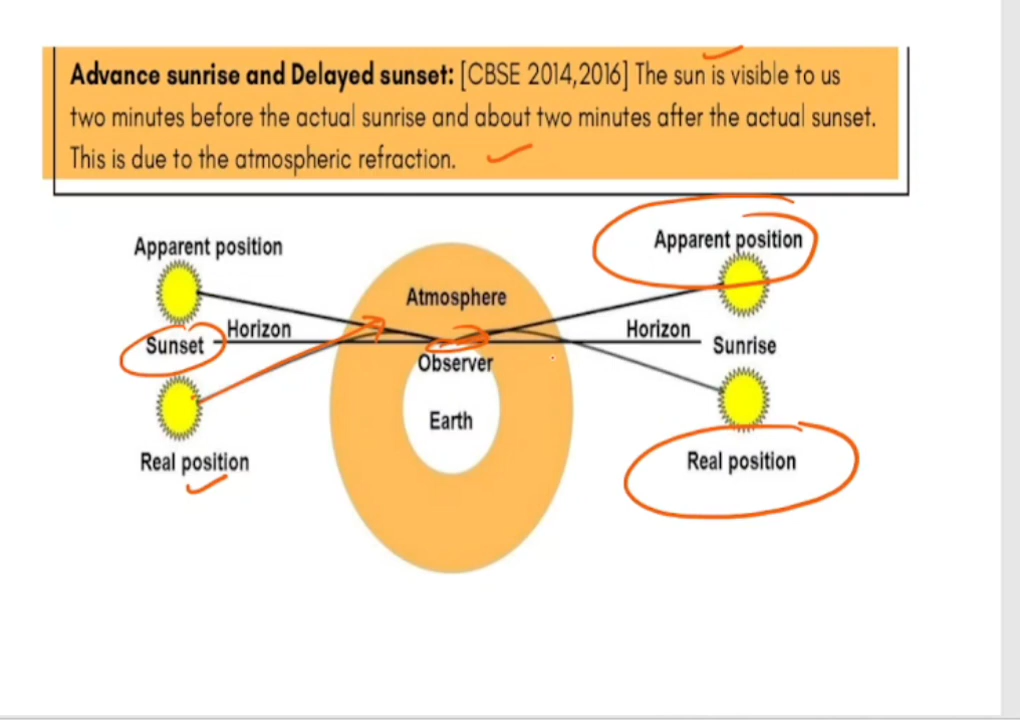 Advance sunrise and Delayed sunset: [CBSE 2014,2016] The sun is visible to us
two minutes before the actual sunrise and about two minutes after the actual sunset.
This is due to the atmospheric refraction.
Apparent position
Apparent position
Atmosphere
Horizon
Horizon
Sunset
Sunrise
Observer
Earth
Real position
Real position